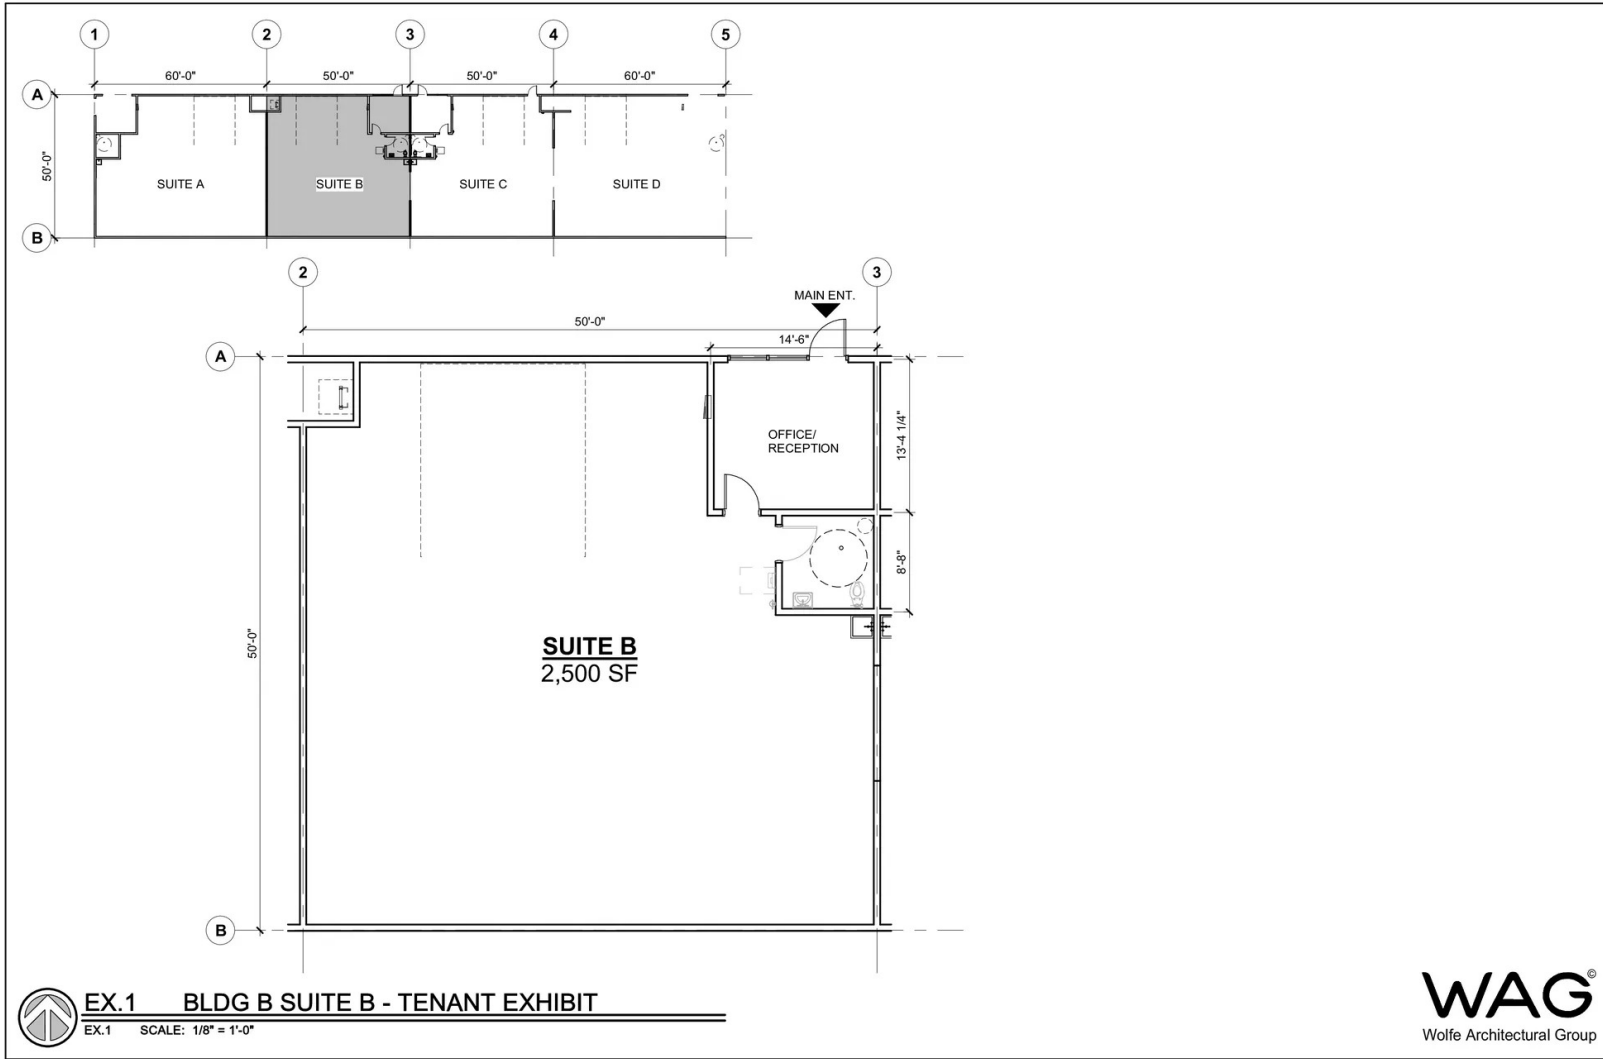 1 2 3 4 5
60'-0" 50'-0" 50'-0" 60'-0"
A
50'-0"
SUITE A SUITE B SUITE C SUITE D
B
2 3
MAIN ENT.
50'-0"
14'-6"
A
OFFICE/
RECEPTION
13'-4 1/4"
8'-8"
50'-0"
SUITE B
2,500 SF
B
EX.1 BLDG B SUITE B - TENANT EXHIBIT
EX.1 SCALE: 1/8" = 1'-0"
WAG©
Wolfe Architectural Group